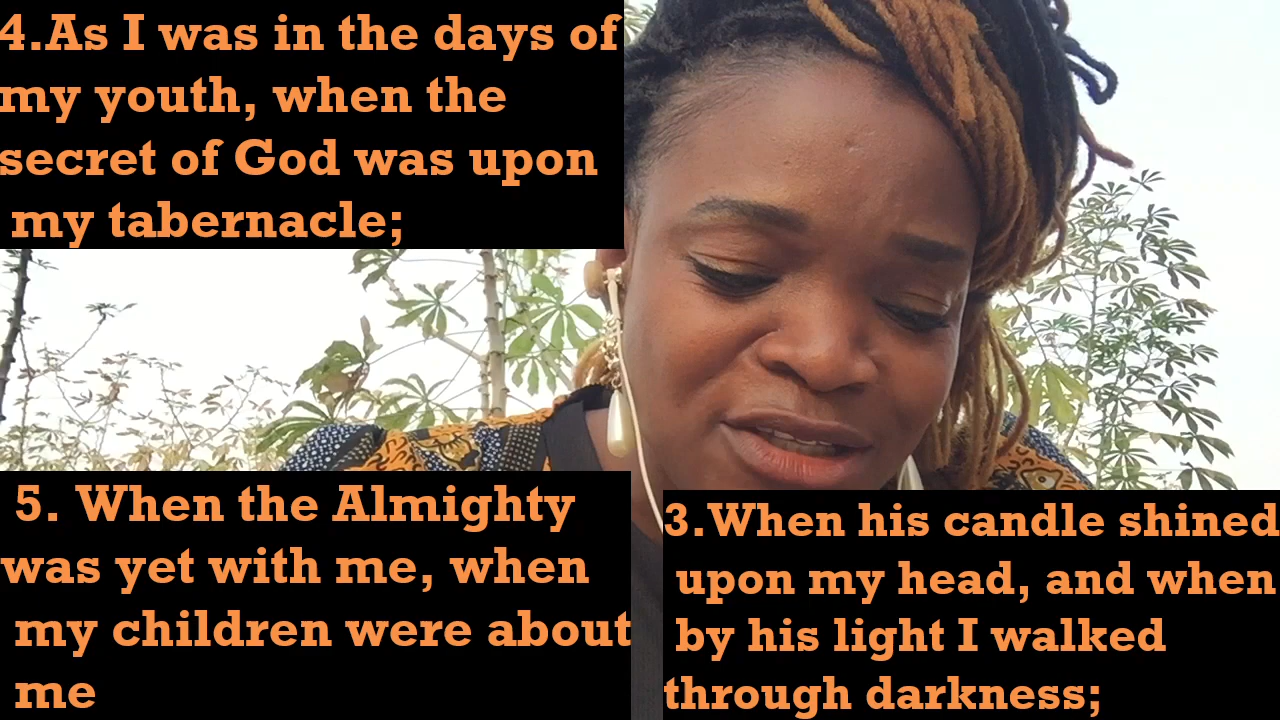 4.As I was in the days of
my youth, when the
secret of God was upon
my tabernacle;
5. When the Almighty
was yet with me, when
my children were about
me
3.When his candle shined
upon my head, and when
by his light I walked
through darkness;